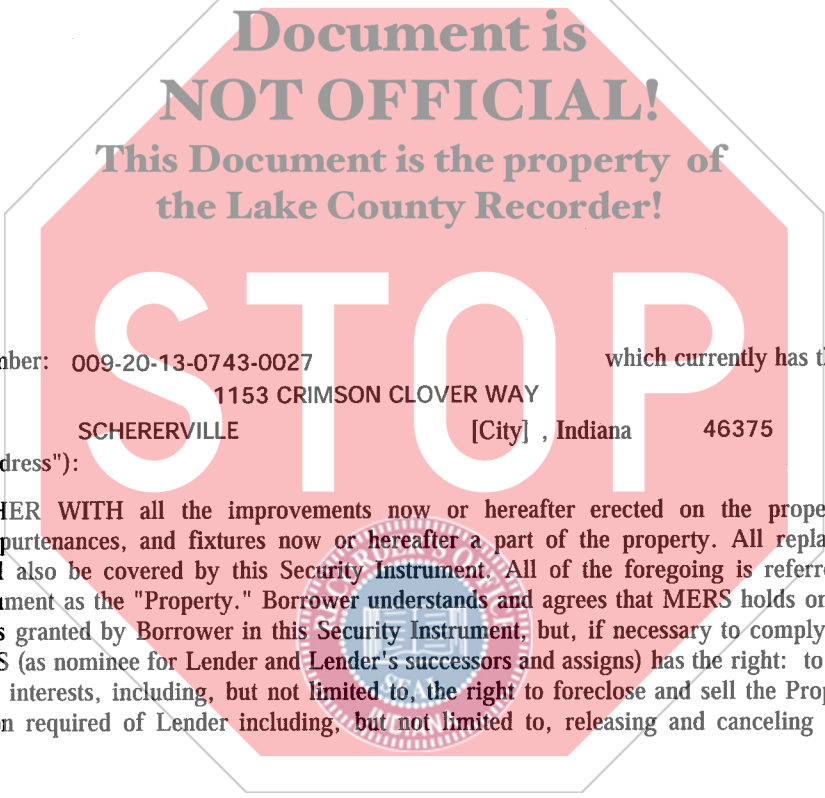 Document is
NOT OFFICIAL!
This Document is the property of
the Lake County Recorder!
STOP
mber: 009-20-13-0743-0027 which currently has th
1153 CRIMSON CLOVER WAY
SCHERERVILLE [City] , Indiana 46375
dress"):
HER WITH all the improvements now or hereafter erected on the prope
purtenances, and fixtures now or hereafter a part of the property. All repla
l also be covered by this Security Instrument. All of the foregoing is referr
ument as the "Property." Borrower understands and agrees that MERS holds on
s granted by Borrower in this Security Instrument, but, if necessary to comply
S (as nominee for Lender and Lender's successors and assigns) has the right: to
interests, including, but not limited to, the right to foreclose and sell the Prop
n required of Lender including, but not limited to, releasing and canceling
SEAL